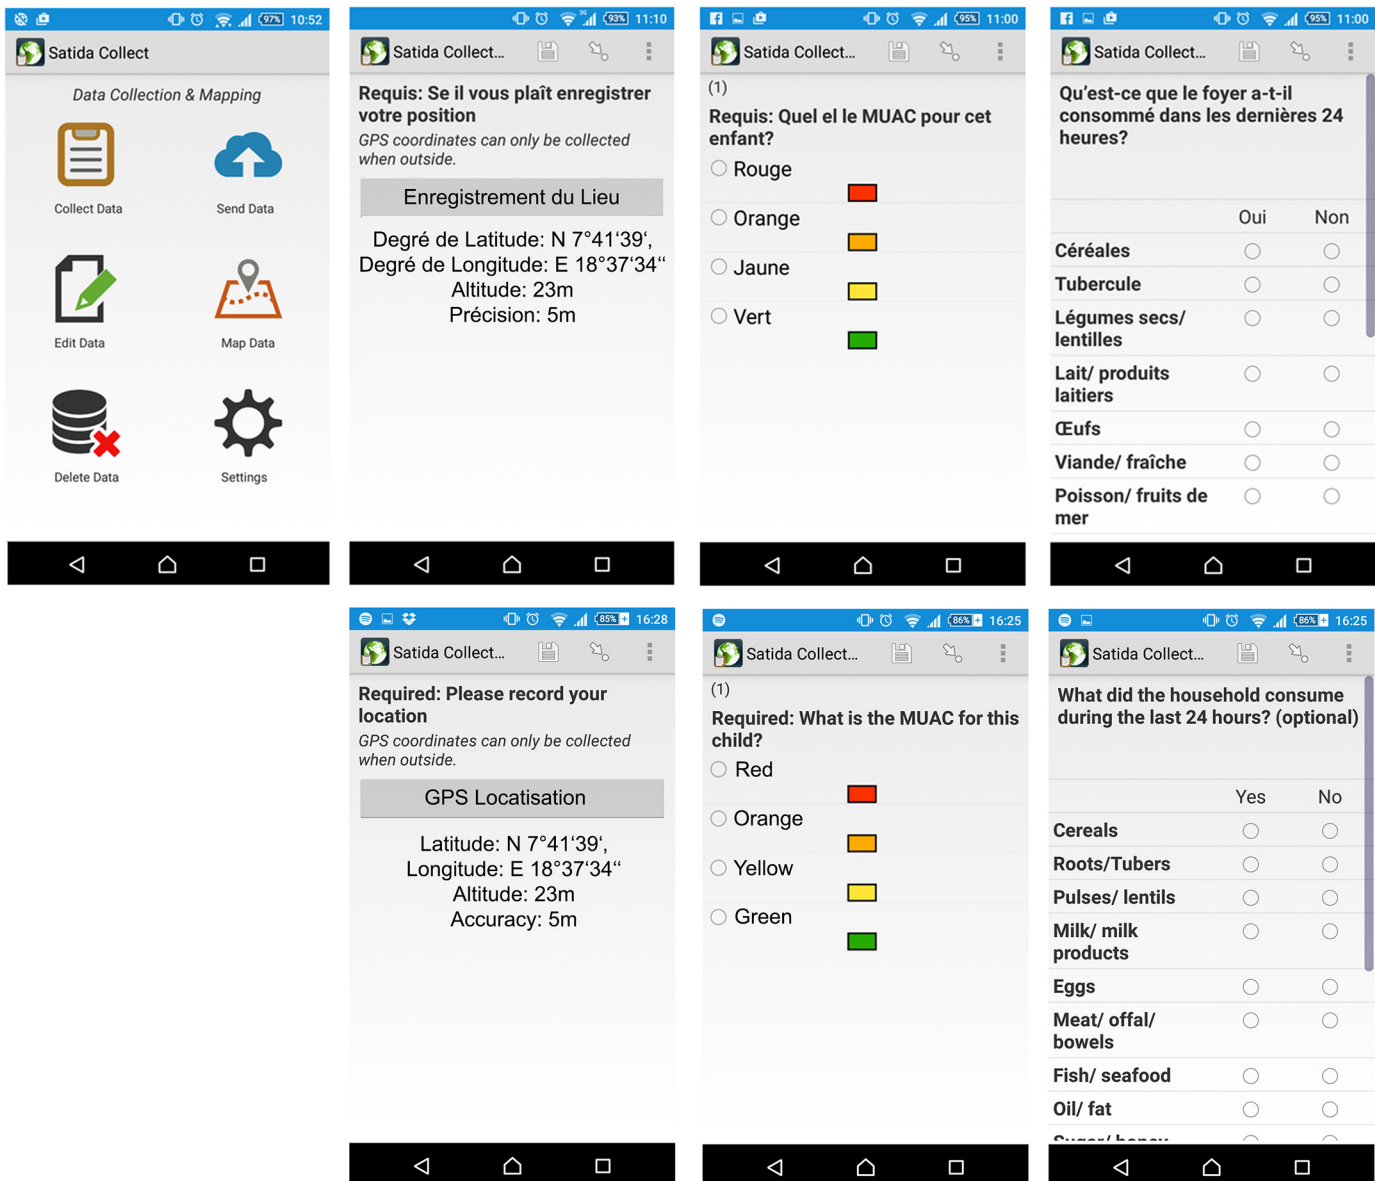 97% 10:52
Satida Collect
Data Collection & Mapping
Collect Data
Send Data
Edit Data
Map Data
Delete Data
Settings
3G 93% 11:10
Satida Collect...
Requis: Se il vous plaît enregistrer
votre position
GPS coordinates can only be collected
when outside.
Enregistrement du Lieu
Degré de Latitude: N 7°41‘39‘,
Degré de Longitude: E 18°37‘34‘‘
Altitude: 23m
Précision: 5m
95% 11:00
Satida Collect...
(1)
Requis: Quel el le MUAC pour cet
enfant?
Rouge
Orange
Jaune
Vert
95% 11:00
Satida Collect...
Qu’est-ce que le foyer a-t-il
consommé dans les dernières 24
heures?
Oui Non
Céréales
Tubercule
Légumes secs/
lentilles
Lait/ produits
laitiers
Œufs
Viande/ fraîche
Poisson/ fruits de
mer
85% 16:28
Satida Collect...
Required: Please record your
location
GPS coordinates can only be collected
when outside.
GPS Locatisation
Latitude: N 7°41‘39‘,
Longitude: E 18°37‘34‘‘
Altitude: 23m
Accuracy: 5m
86% 16:25
Satida Collect...
(1)
Required: What is the MUAC for this
child?
Red
Orange
Yellow
Green
86% 16:25
Satida Collect...
What did the household consume
during the last 24 hours? (optional)
Yes No
Cereals
Roots/Tubers
Pulses/ lentils
Milk/ milk
products
Eggs
Meat/ offal/
bowels
Fish/ seafood
Oil/ fat
Sugar/ honey